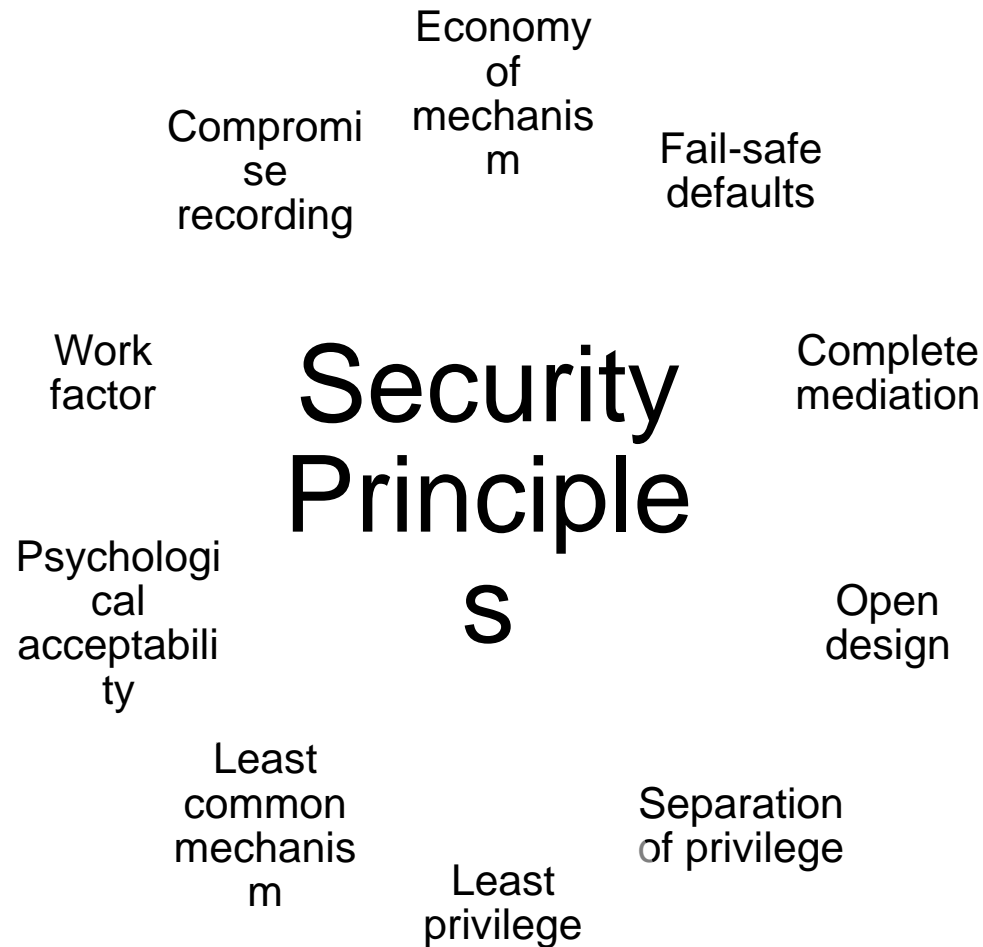 Economy
of
mechanis
m
Fail-safe
defaults
Complete
mediation
Open
design
Separation
of privilege
Least
privilege
Least
common
mechanis
m
Psychologi
cal
acceptabili
ty
Work
factor
Compromi
se
recording
Security
Principle
s